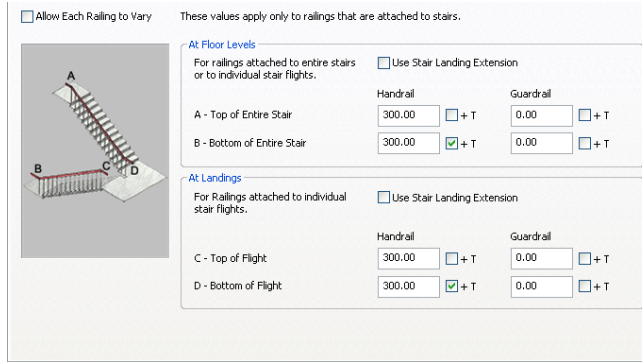 Allow Each Railing to Vary These values apply only to railings that are attached to stairs.
At Floor Levels
For railings attached to entire stairs
or to individual stair flights.
Use Stair Landing Extension
Handrail Guardrail
A - Top of Entire Stair 300.00 + T 0.00 + T
B - Bottom of Entire Stair 300.00 + T 0.00 + T
At Landings
For Railings attached to individual
stair flights.
Use Stair Landing Extension
Handrail Guardrail
C - Top of Flight 300.00 + T 0.00 + T
D - Bottom of Flight 300.00 + T 0.00 + T
A
B C D